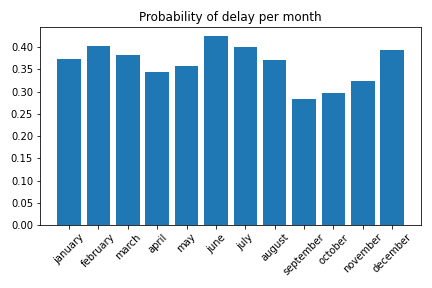 Probability of delay per month
0.40
0.35
0.30
0.25
0.20
0.15
0.10
0.05
0.00
january
february
march
april
may
june
july
august
september
october
november
december